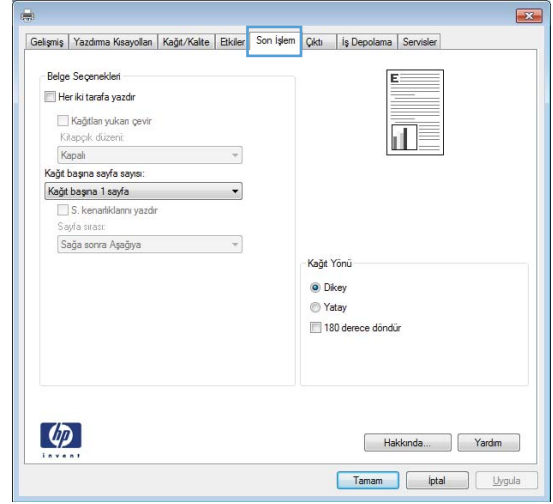 Gelişmiş Yazdırma Kısayolları Kağıt/Kalite Etkiler Son İşlem Çıktı İş Depolama Servisler
Belge Seçenekleri
Her iki tarafa yazdır
Kağıtları yukarı çevir
Kitapçık düzeni:
Kapalı
Kağıt başına sayfa sayısı:
Kağıt başına 1 sayfa
S. kenarlıklarını yazdır
Sayfa sırası:
Sağa sonra Aşağıya
E
Kağıt Yönü
Dikey
Yatay
180 derece döndür
hp
invent
Hakkında... Yardım
Tamam İptal Uygula